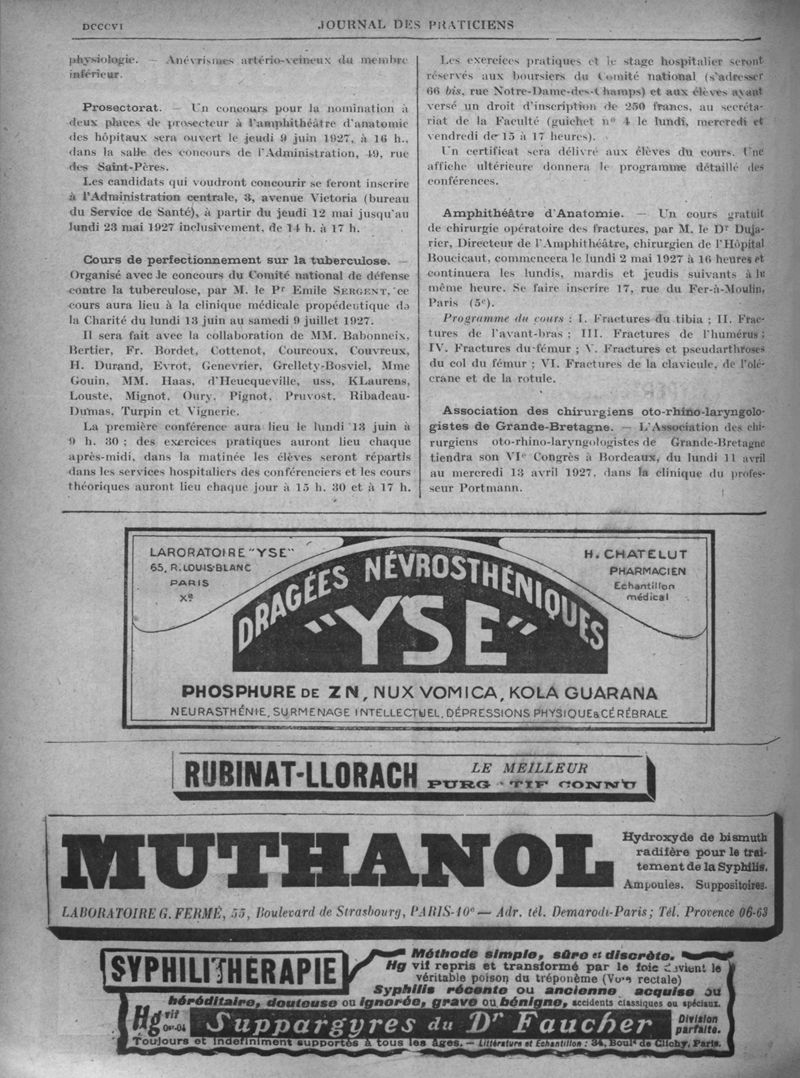 DCCCVI
JOURNAL DES PRATICIENS
physiologie. — Anévrismes artério-veineux du membre
inférieur.
Prosectorat. — Un concours pour la nomination à
deux places de prosecteur à l'amphithéâtre d'anatomie
des hôpitaux sera ouvert le jeudi 9 juin 1927, à 16 h.,
dans la salle des concours de l'Administration, 49, rue
des Saint-Pères.
Les candidats qui voudront concourir se feront inscrire
à l'Administration centrale, 3, avenue Victoria (bureau
du Service de Santé), à partir du jeudi 12 mai jusqu'au
lundi 23 mai 1927 inclusivement, de 14 h. à 17 h.
Cours de perfectionnement sur la tuberculose. —
Organisé avec le concours du Comité national de défense
contre la tuberculose, par M. le Pr Emile SERGENT, ce
cours aura lieu à la clinique médicale propédeutique de
la Charité du lundi 13 juin au samedi 9 juillet 1927.
Il sera fait avec la collaboration de MM. Babonneix,
Bertier, Fr. Bordet, Cottenot, Courcoux, Couvreux,
H. Durand, Evrot, Genevrier, Grellety-Bosviel, Mme
Gouin, MM. Haas, d'Heucqueville, uss, KLaurens,
Louste, Mignot, Oury, Pignot, Pruvost, Ribadeau-
Dumas, Turpin et Vignerie.
La première conférence aura lieu le lundi 13 juin à
9 h. 30 ; des exercices pratiques auront lieu chaque
après-midi, dans la matinée les élèves seront répartis
dans les services hospitaliers des conférenciers et les cours
théoriques auront lieu chaque jour à 15 h. 30 et à 17 h.
Les exercices pratiques et le stage hospitalier seront
réservés aux boursiers du Comité national (s'adresser
66 bis, rue Notre-Dame-des-Champs) et aux élèves ayant
versé un droit d'inscription de 250 francs, au secréta-
riat de la Faculté (guichet n° 4 le lundi, mercredi et
vendredi de 15 à 17 heures).
Un certificat sera délivré aux élèves du cours. Une
affiche ultérieure donnera le programme détaillé des
conférences.
Amphithéâtre d'Anatomie. — Un cours gratuit
de chirurgie opératoire des fractures, par M. le Dr Duja-
rier, Directeur de l'Amphithéâtre, chirurgien de l'Hôpital
Boucicaut, commencera le lundi 2 mai 1927 à 16 heures et
continuera les lundis, mardis et jeudis suivants à la
même heure. Se faire inscrire 17, rue du Fer-à-Moulin,
Paris (5e).
Programme du cours : I. Fractures du tibia ; II. Frac-
tures de l'avant-bras ; III. Fractures de l'humérus ;
IV. Fractures du fémur ; V. Fractures et pseudarthroses
du col du fémur ; VI. Fractures de la clavicule, de l'olé-
crane et de la rotule.
Association des chirurgiens oto-rhino-laryngolo-
gistes de Grande-Bretagne. — L'Association des chi-
rurgiens oto-rhino-laryngologistes de Grande-Bretagne
tiendra son VIe Congrès à Bordeaux, du lundi 11 avril
au mercredi 13 avril 1927, dans la clinique du profes-
seur Portmann.
LARORATOIRE "YSE"
65, R. LOUIS-BLANC
PARIS
Xe
H. CHATELUT
PHARMACIEN
Echantillon
médical
DRAGÉES NÉVROSTHÉNIQUES
"YSE"
PHOSPHURE DE ZN, NUX VOMICA, KOLA GUARANA
NEURASTHÉNIE, SURMENAGE INTELLECTUEL, DÉPRESSIONS PHYSIQUE & CÉRÉBRALE
RUBINAT-LLORACH
LE MEILLEUR
PURG TIF CONNU
MUTHANOL
Hydroxyde de bismuth
radifère pour le trai-
tement de la Syphilis.
Ampoules. Suppositoires.
LABORATOIRE G. FERMÉ, 55, Boulevard de Strasbourg, PARIS-10e — Adr. tél. Demarodi-Paris ; Tél. Provence 06-63
SYPHILITHÉRAPIE
Méthode simple, sûre et discrète.
Hg vif repris et transformé par le foie devient le
véritable poison du tréponème (Voie rectale)
Syphilis récente ou ancienne acquise ou
héréditaire, douteuse ou ignorée, grave ou bénigne, accidents classiques ou spéciaux.
Hg vif
0gr-04
Suppargyres du Dr Faucher
Division
parfaite.
Toujours et indéfiniment supportés à tous les âges. — Littérature et Echantillon : 34, Boulд de Clichy, Paris.